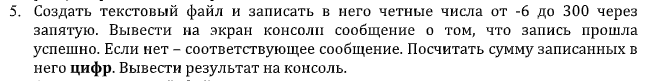 5. Создать текстовый файл и записать в него четные числа от -6 до 300 через
запятую. Вывести на экран консоли сообщение о том, что запись прошла
успешно. Если нет – соответствующее сообщение. Посчитать сумму записанных в
него цифр. Вывести результат на консоль.